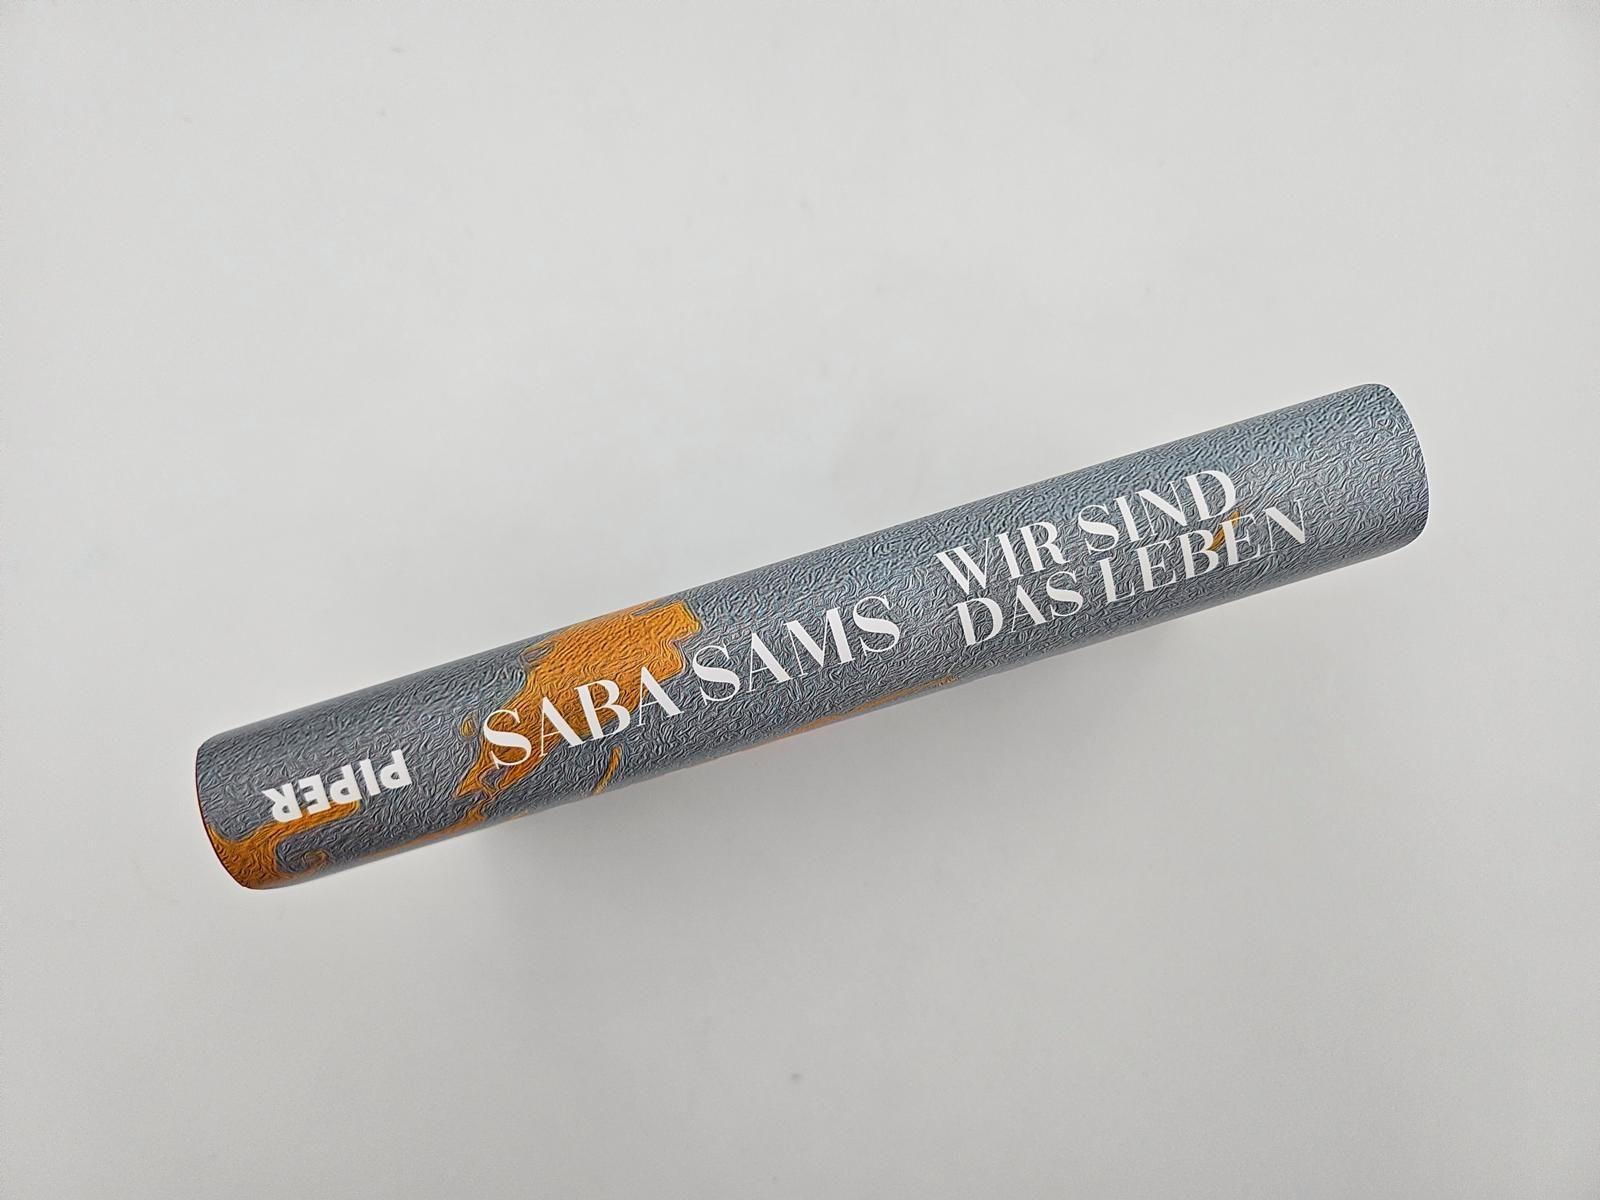 SABA SAMS
WIR SIND
DAS LEBEN
PIPER